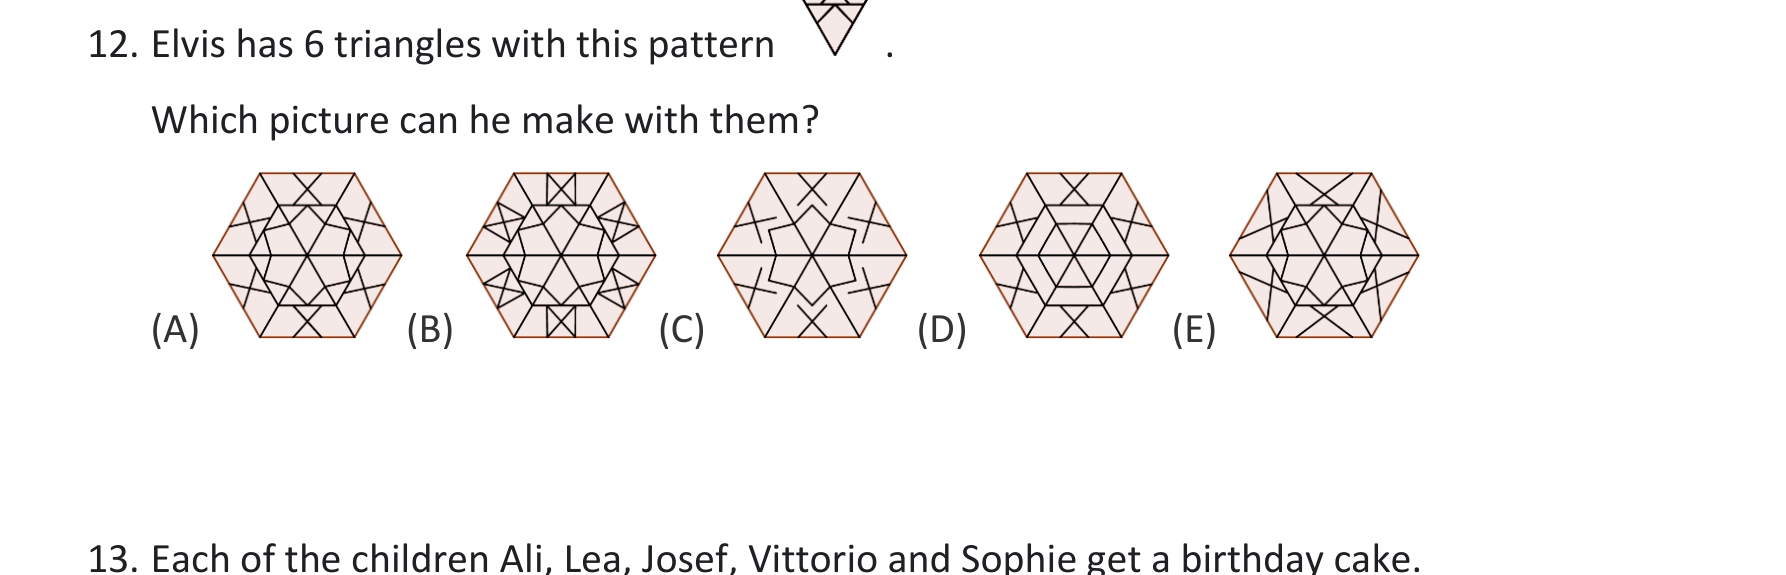 12. Elvis has 6 triangles with this pattern .
Which picture can he make with them?
(A) (B) (C) (D) (E)
13. Each of the children Ali, Lea, Josef, Vittorio and Sophie get a birthday cake.